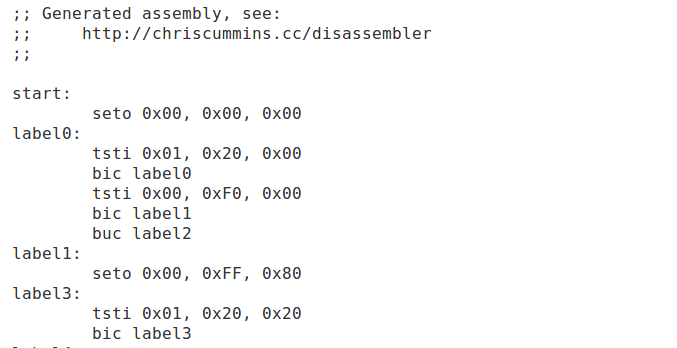 ;; Generated assembly, see:
;;     http://chriscummins.cc/disassembler
;;

start:
        seto 0x00, 0x00, 0x00
label0:
        tsti 0x01, 0x20, 0x00
        bic label0
        tsti 0x00, 0xF0, 0x00
        bic label1
        buc label2
label1:
        seto 0x00, 0xFF, 0x80
label3:
        tsti 0x01, 0x20, 0x20
        bic label3